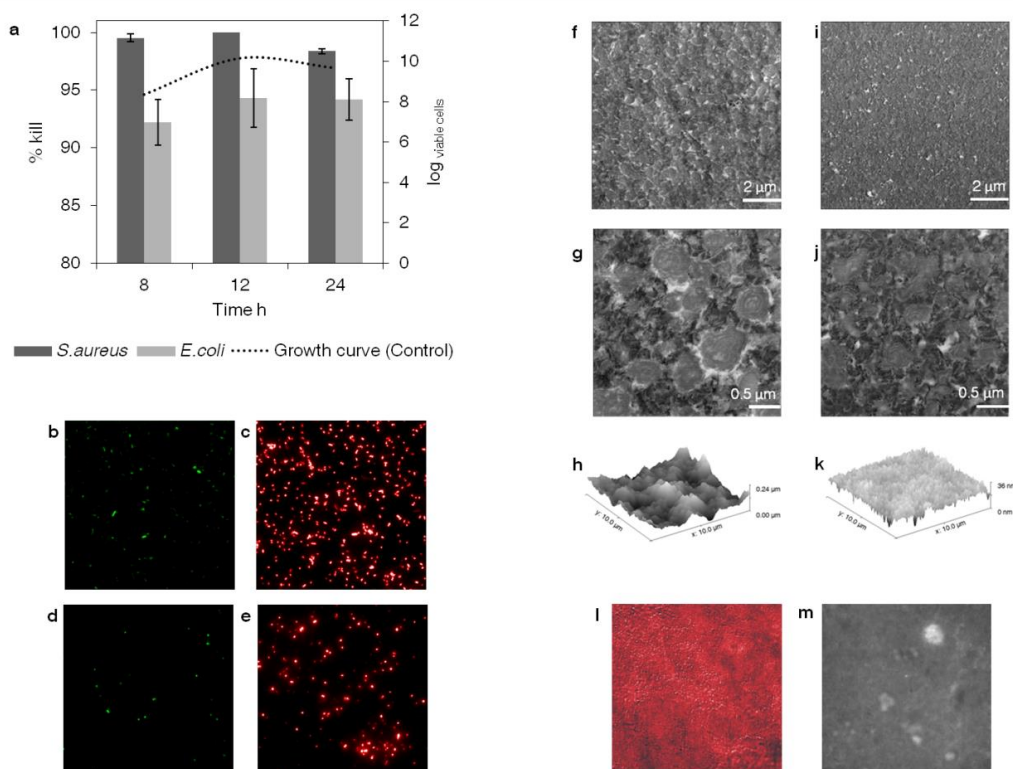 a
100
95
90
85
80
% kill
12
10
8
6
4
2
0
log viable cells
8
12
24
Time h
S.aureus
E.coli
Growth curve (Control)
b
c
d
e
f
2 μm
i
2 μm
g
0.5 μm
j
0.5 μm
h
0.24 μm
0.00 μm
y: 10.0 μm
x: 10.0 μm
k
36 nm
0 nm
y: 10.0 μm
x: 10.0 μm
l
m